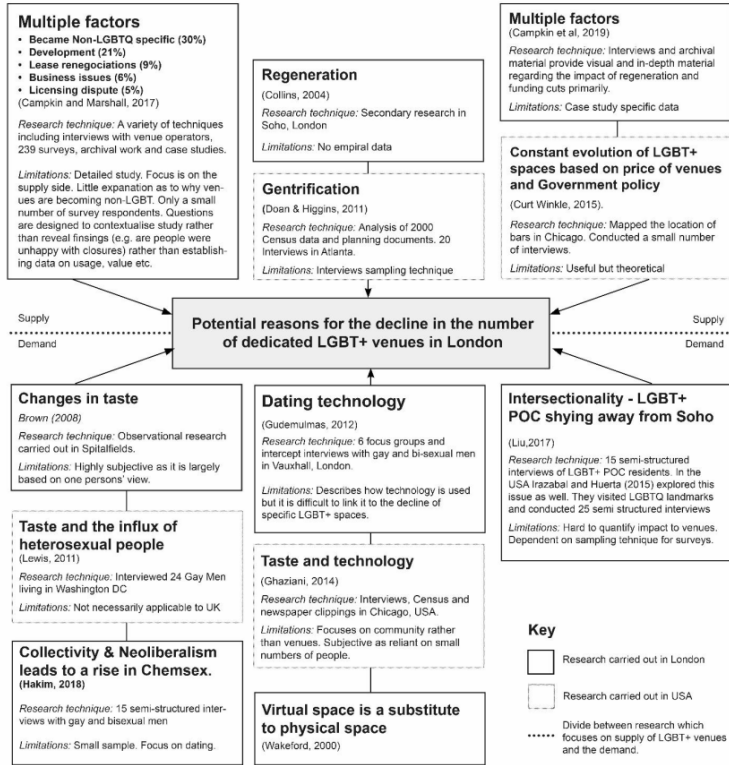 Multiple factors
• Became Non-LGBTQ specific (30%)
• Development (21%)
• Lease renegociations (9%)
• Business issues (6%)
• Licensing dispute (5%)
(Campkin and Marshall, 2017)
Research technique: A variety of techniques
including interviews with venue operators,
239 surveys, archival work and case studies.
Limitations: Detailed study. Focus is on the
supply side. Little expanation as to why ven-
ues are becoming non-LGBT. Only a
small number of survey respondents. Questions
are designed to contextualise study rather
than reveal finsings (e.g. are people were
unhappy with closures) rather than establish-
ing data on usage, value etc.
Regeneration
(Collins, 2004)
Research technique: Secondary research in
Soho, London
Limitations: No empiral data
Gentrification
(Doan & Higgins, 2011)
Research technique: Analysis of 2000
Census data and planning documents. 20
Interviews in Atlanta.
Limitations: Interviews sampling technique
Multiple factors
(Campkin et al, 2019)
Research technique: Interviews and archival
material provide visual and in-depth material
regarding the impact of regeneration and
funding cuts primarily.
Limitations: Case study specific data
Constant evolution of LGBT+
spaces based on price of venues
and Government policy
(Curt Winkle, 2015).
Research technique: Mapped the location of
bars in Chicago. Conducted a small number
of interviews.
Limitations: Useful but theoretical
Supply
Demand
Potential reasons for the decline in the number
of dedicated LGBT+ venues in London
Supply
Demand
Changes in taste
Brown (2008)
Research technique: Observational research
carried out in Spitalfields.
Limitations: Highly subjective as it is largely
based on one persons' view.
Taste and the influx of
heterosexual people
(Lewis, 2011)
Research technique: Interviewed 24 Gay Men
living in Washington DC
Limitations: Not necessarily applicable to UK
Collectivity & Neoliberalism
leads to a rise in Chemsex.
(Hakim, 2018)
Research technique: 15 semi-structured inter-
views with gay and bisexual men
Limitations: Small sample. Focus on dating.
Dating technology
(Gudemulmas, 2012)
Research technique: 6 focus groups and
intercept interviews with gay and bi-sexual men
in Vauxhall, London.
Limitations: Describes how technology is used
but it is difficult to link it to the decline of
specific LGBT+ spaces.
Taste and technology
(Ghaziani, 2014)
Research technique: Interviews, Census and
newspaper clippings in Chicago, USA.
Limitations: Focuses on community rather
than venues. Subjective as reliant on small
numbers of people.
Virtual space is a substitute
to physical space
(Wakeford, 2000)
Intersectionality - LGBT+
POC shying away from Soho
(Liu,2017)
Research technique: 15 semi-structured
interviews of LGBT+ POC residents. In the
USA Irazabal and Huerta (2015) explored this
issue as well. They visited LGBTQ landmarks
and conducted 25 semi structured interviews
Limitations: Hard to quantify impact to venues.
Dependent on sampling tehnique for surveys.
Key
Research carried out in London
Research carried out in USA
Divide between research which
focuses on supply of LGBT+ venues
and the demand.